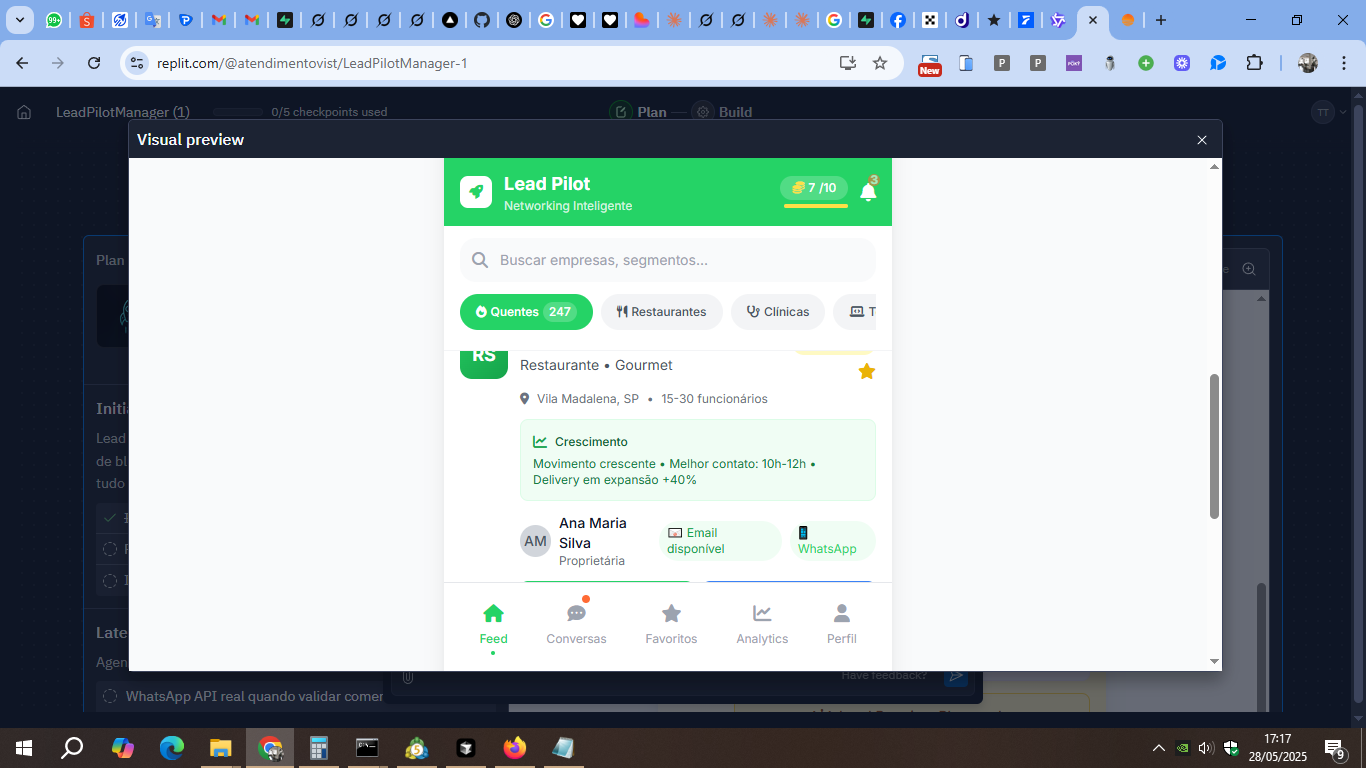 99+
replit.com/@atendimentovist/LeadPilotManager-1
New
P
P
LeadPilotManager (1)
0/5 checkpoints used
Plan
Build
TT
Visual preview
Lead Pilot
Networking Inteligente
7 /10
3
Buscar empresas, segmentos...
Quentes 247
Restaurantes
Clínicas
T
Plan
RS
Restaurante • Gourmet
Vila Madalena, SP • 15-30 funcionários
Crescimento
Movimento crescente • Melhor contato: 10h-12h •
Delivery em expansão +40%
AM
Ana Maria
Silva
Proprietária
Email
disponível
WhatsApp
Feed
Conversas
Favoritos
Analytics
Perfil
Initi
Lead
de bl
tudo
Late
Agen
WhatsApp API real quando validar comer
Have feedback?
17:17
28/05/2025
9